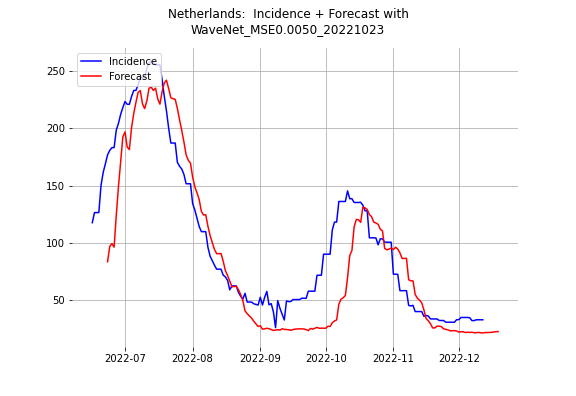 Netherlands:  Incidence + Forecast with
WaveNet_MSE0.0050_20221023
Incidence
Forecast
250
200
150
100
50
2022-07
2022-08
2022-09
2022-10
2022-11
2022-12